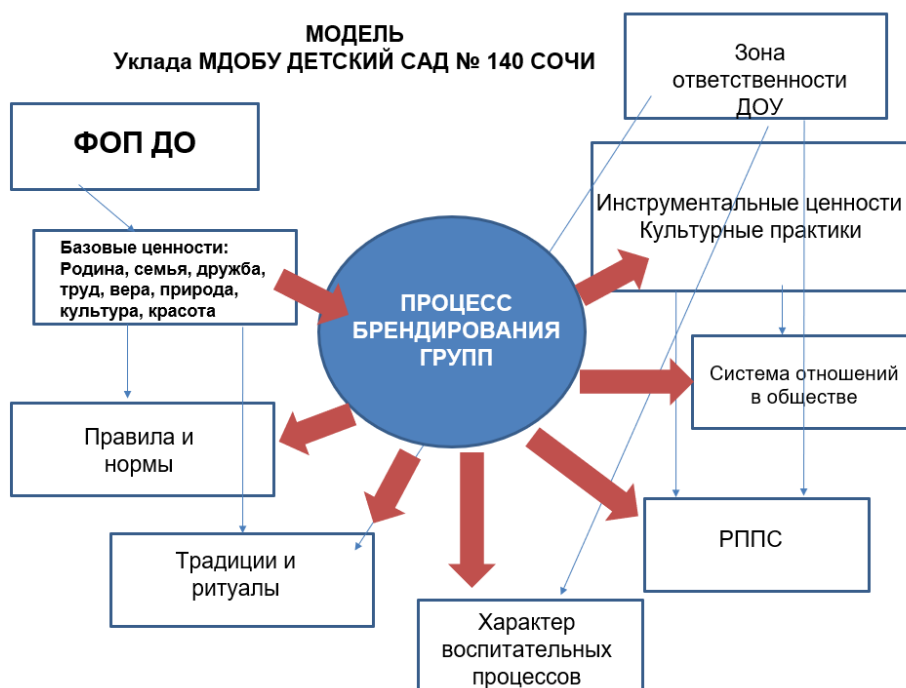 МОДЕЛЬ
Уклада МДОБУ ДЕТСКИЙ САД № 140 СОЧИ
Зона
ответственности
ДОУ
ФОП ДО
Инструментальные ценности
Культурные практики
Базовые ценности:
Родина, семья, дружба,
труд, вера, природа,
культура, красота
ПРОЦЕСС
БРЕНДИРОВАНИЯ
ГРУПП
Система отношений
в обществе
Правила и
нормы
РППС
Традиции и
ритуалы
Характер
воспитательных
процессов